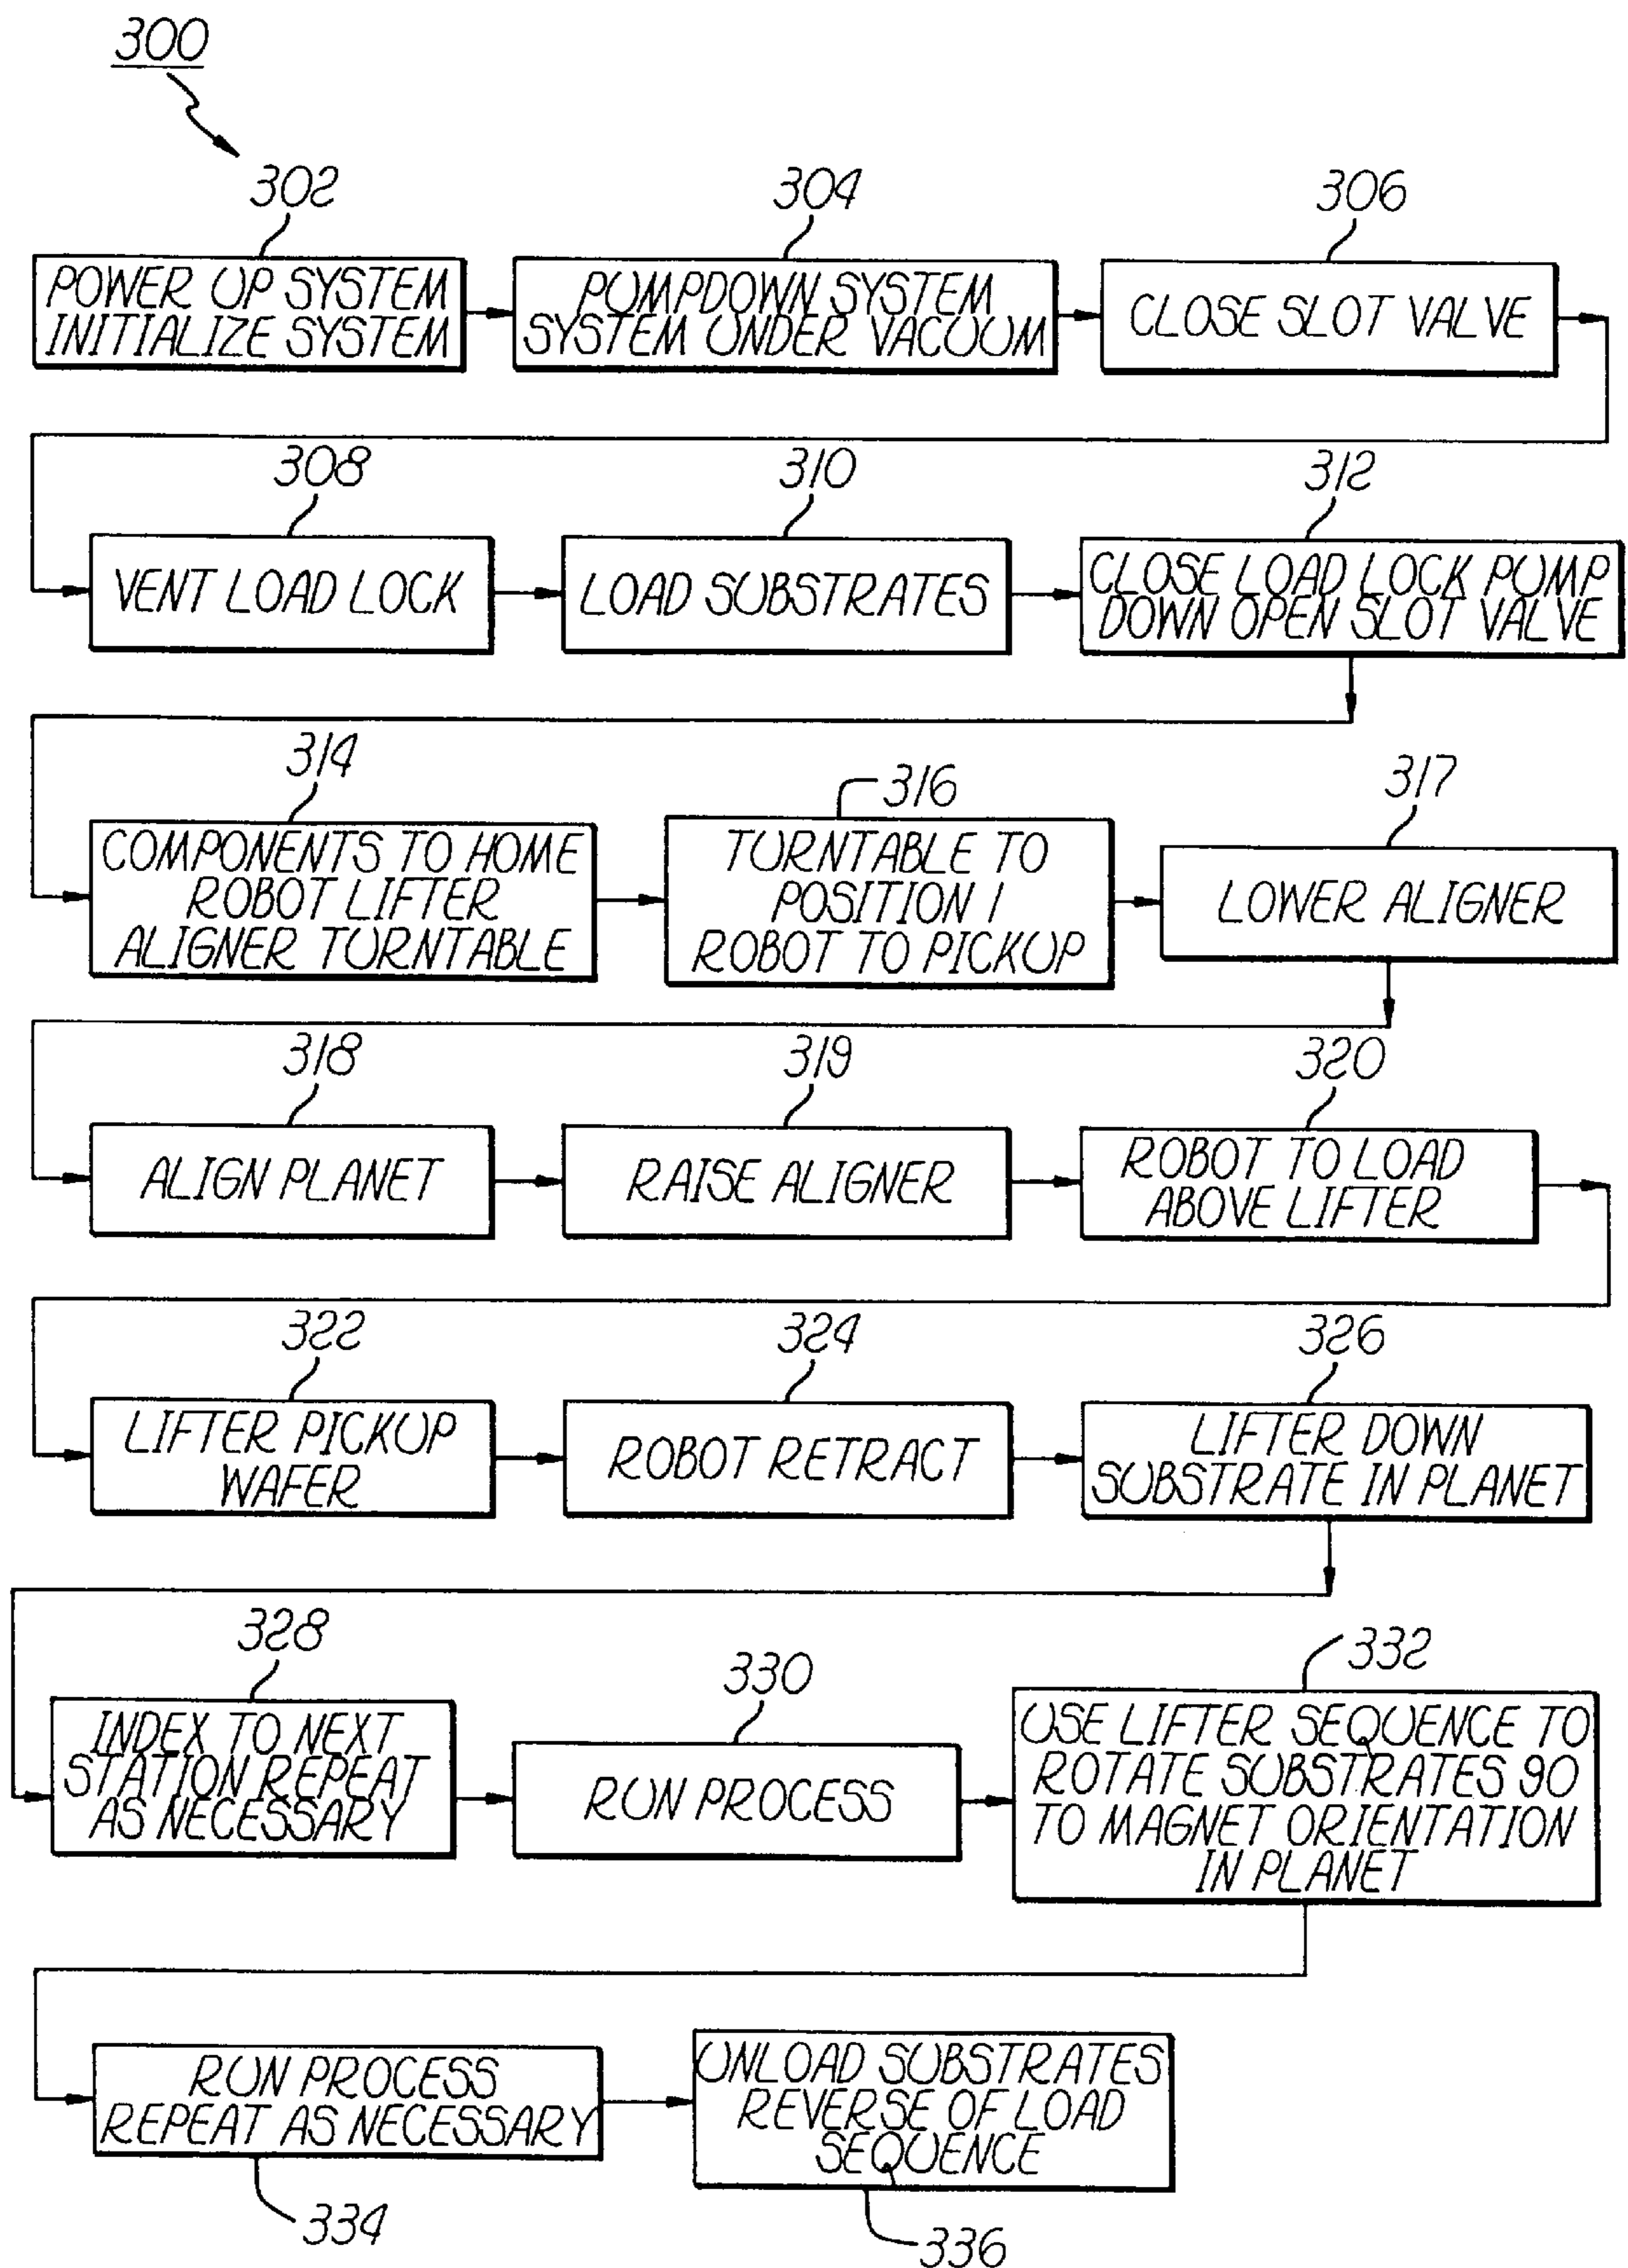 300
302
POWER UP SYSTEM
INITIALIZE SYSTEM
304
PUMPDOWN SYSTEM
SYSTEM UNDER VACUUM
306
CLOSE SLOT VALVE
308
VENT LOAD LOCK
310
LOAD SUBSTRATES
312
CLOSE LOAD LOCK PUMP
DOWN OPEN SLOT VALVE
314
COMPONENTS TO HOME
ROBOT LIFTER
ALIGNER TURNTABLE
316
TURNTABLE TO
POSITION 1
ROBOT TO PICKUP
317
LOWER ALIGNER
318
ALIGN PLANET
319
RAISE ALIGNER
320
ROBOT TO LOAD
ABOVE LIFTER
322
LIFTER PICKUP
WAFER
324
ROBOT RETRACT
326
LIFTER DOWN
SUBSTRATE IN PLANET
328
INDEX TO NEXT
STATION REPEAT
AS NECESSARY
330
RUN PROCESS
332
USE LIFTER SEQUENCE TO
ROTATE SUBSTRATES 90
TO MAGNET ORIENTATION
IN PLANET
RUN PROCESS
REPEAT AS NECESSARY
334
UNLOAD SUBSTRATES
REVERSE OF LOAD
SEQUENCE
336